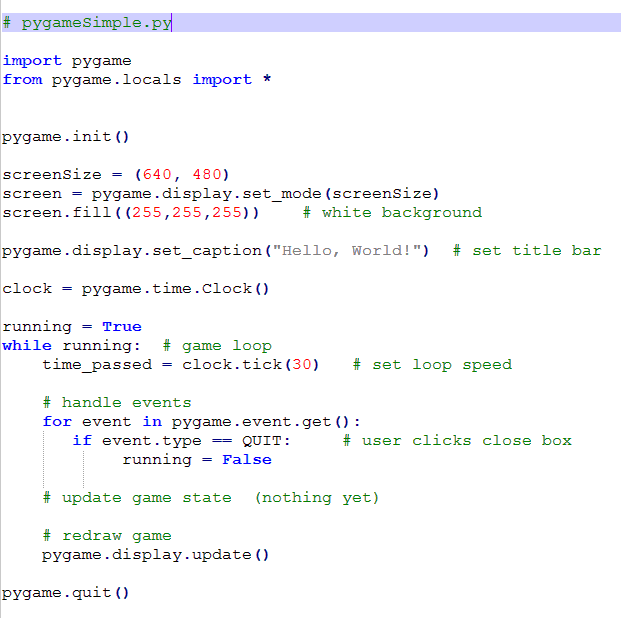 # pygameSimple.py
import pygame
from pygame.locals import *
pygame.init()
screenSize = (640, 480)
screen = pygame.display.set_mode(screenSize)
screen.fill((255,255,255))    # white background
pygame.display.set_caption("Hello, World!")  # set title bar
clock = pygame.time.Clock()
running = True
while running:  # game loop
    time_passed = clock.tick(30)   # set loop speed
    # handle events
    for event in pygame.event.get():
       if event.type == QUIT:     # user clicks close box
            running = False
    # update game state  (nothing yet)
    # redraw game
    pygame.display.update()
pygame.quit()